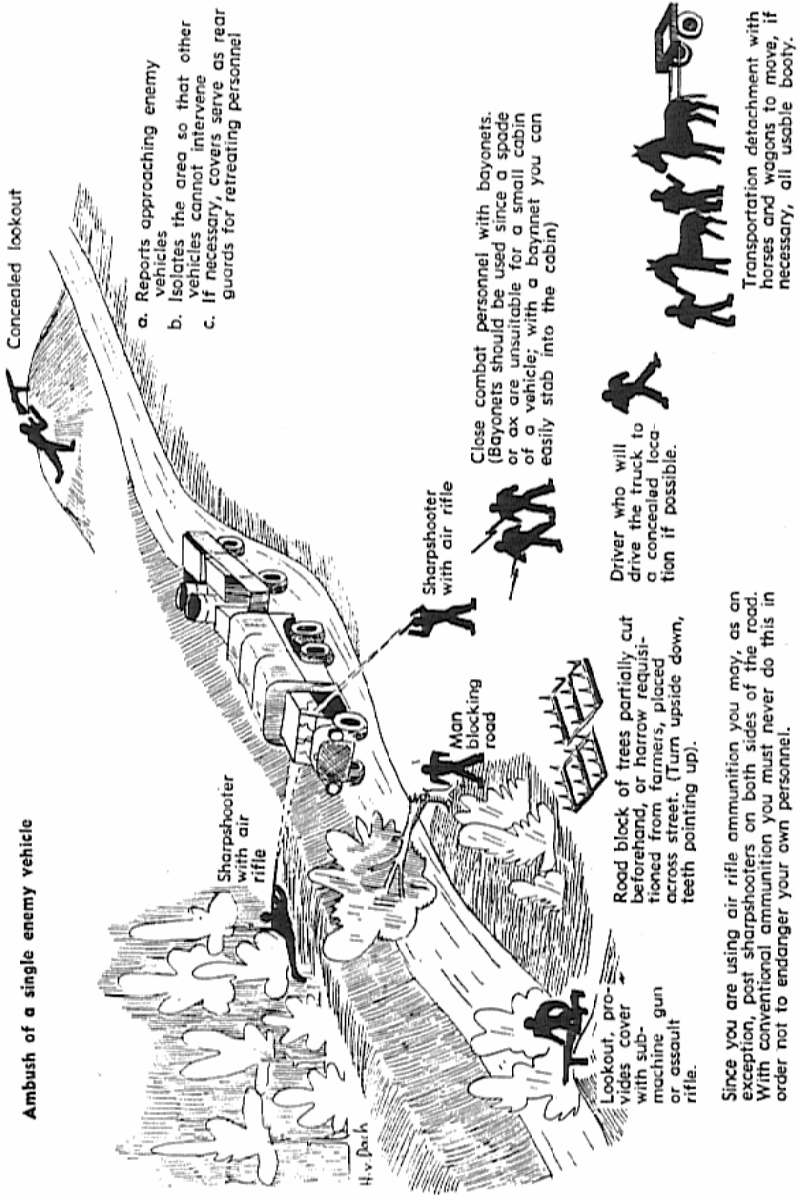 Ambush of a single enemy vehicle
Concealed lookout
a. Reports approaching enemy
vehicles
b. Isolates the area so that other
vehicles cannot intervene
c. If necessary, covers serve as rear
guards for retreating personnel
Sharpshooter
with air
rifle
Sharpshooter
with air rifle
Close combat personnel with bayonets.
(Bayonets should be used since a spade
or ax are unsuitable for a small cabin
of a vehicle; with a baynnet you can
easily stab into the cabin)
Man
blocking
road
H.v.Dach
Lookout, pro-
vides cover
with sub-
machine gun
or assault
rifle.
Road block of trees partially cut
beforehand, or harrow requisi-
tioned from farmers, placed
across street. (Turn upside down,
teeth pointing up).
Driver who will
drive the truck to
a concealed loca-
tion if possible.
Transportation detachment with
horses and wagons to move, if
necessary, all usable booty.
Since you are using air rifle ammunition you may, as an
exception, post sharpshooters on both sides of the road.
With conventional ammunition you must never do this in
order not to endanger your own personnel.